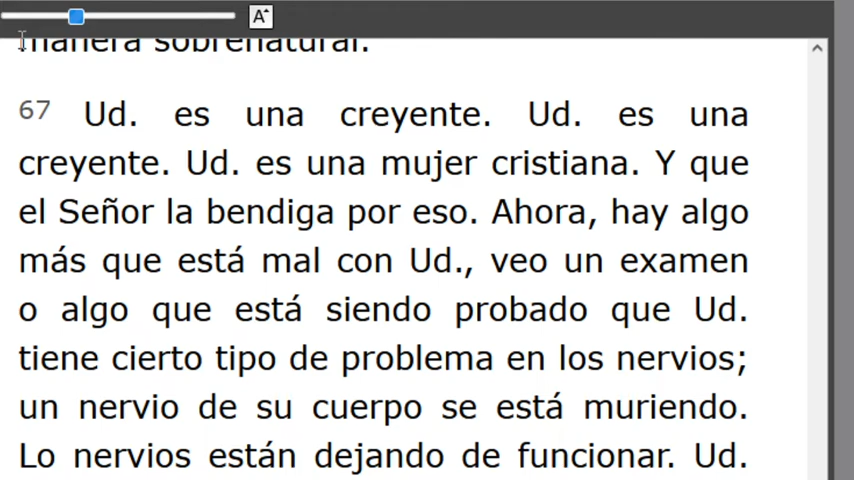 A
manera sobrenatural.
67 Ud. es una creyente. Ud. es una
creyente. Ud. es una mujer cristiana. Y que
el Señor la bendiga por eso. Ahora, hay algo
más que está mal con Ud., veo un examen
o algo que está siendo probado que Ud.
tiene cierto tipo de problema en los nervios;
un nervio de su cuerpo se está muriendo.
Lo nervios están dejando de funcionar. Ud.